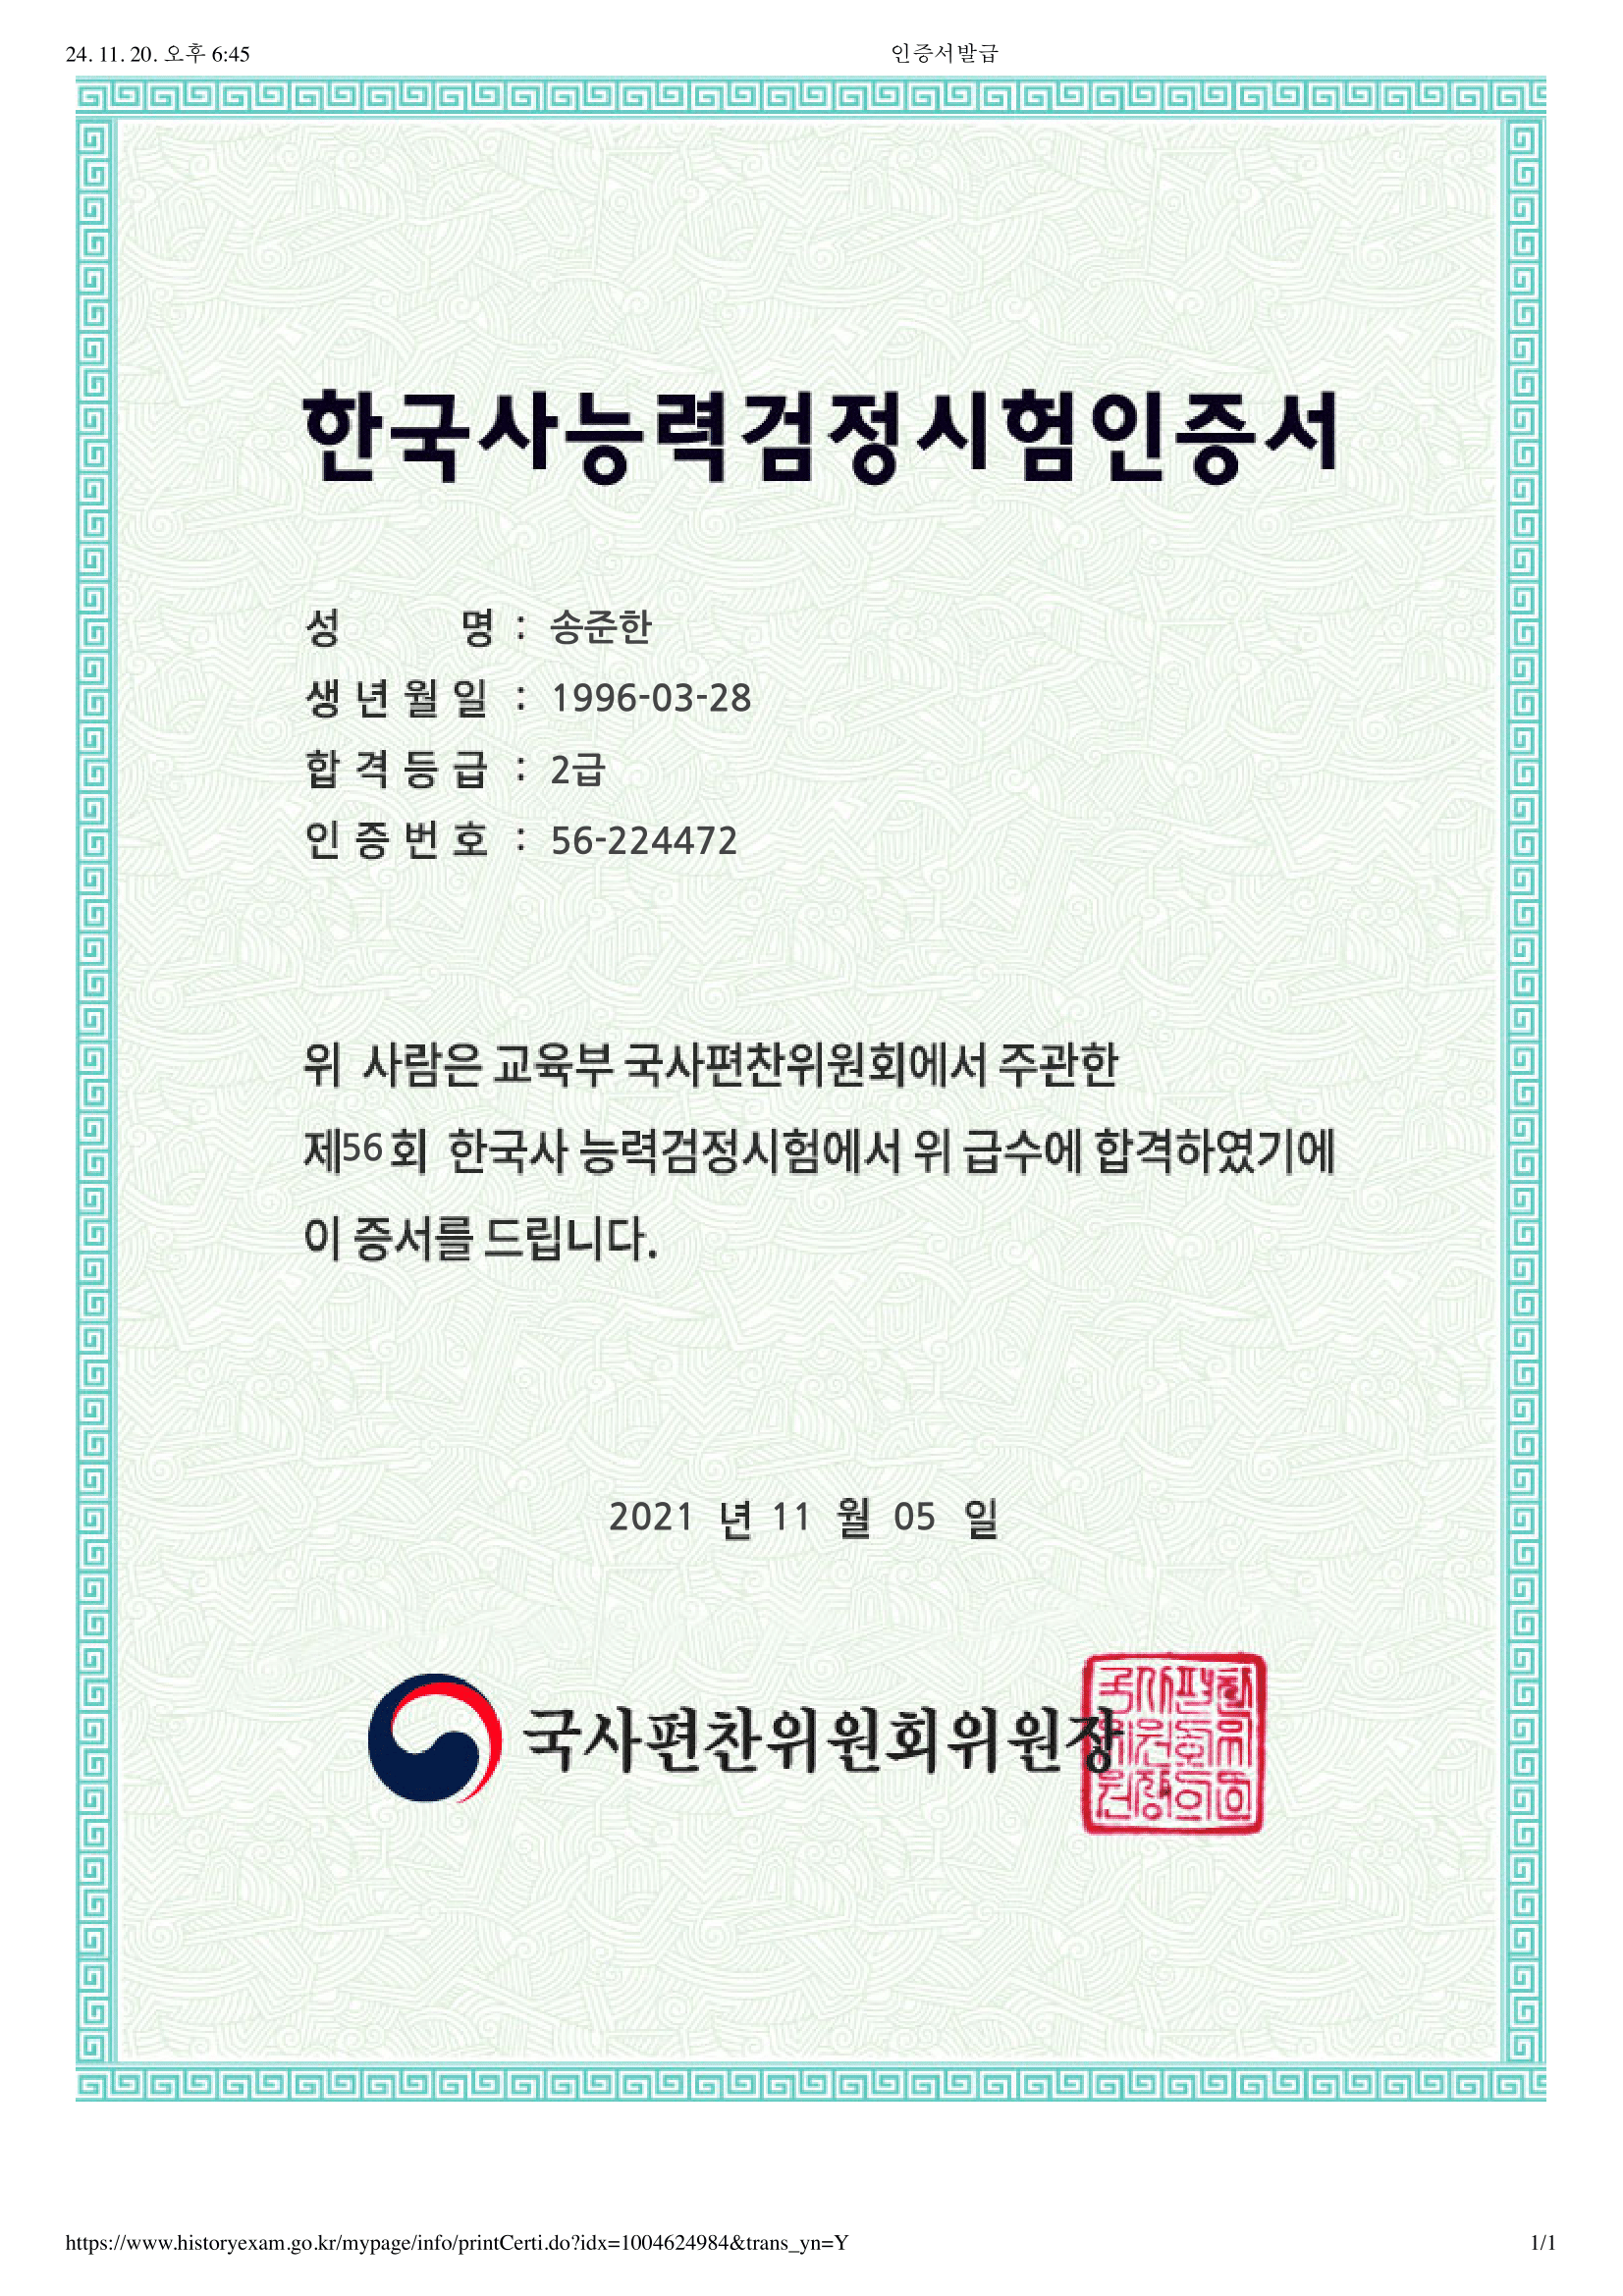 24. 11. 20. 오후 6:45
인증서발급
한국사능력검정시험인증서
성 명 : 송준한
생 년 월 일 : 1996-03-28
합 격 등 급 : 2급
인 증 번 호 : 56-224472
위 사람은 교육부 국사편찬위원회에서 주관한
제56회 한국사 능력검정시험에서 위 급수에 합격하였기에
이 증서를 드립니다.
2021 년 11 월 05 일
국사편찬위원회위원장
https://www.historyexam.go.kr/mypage/info/printCerti.do?idx=1004624984&trans_yn=Y
1/1